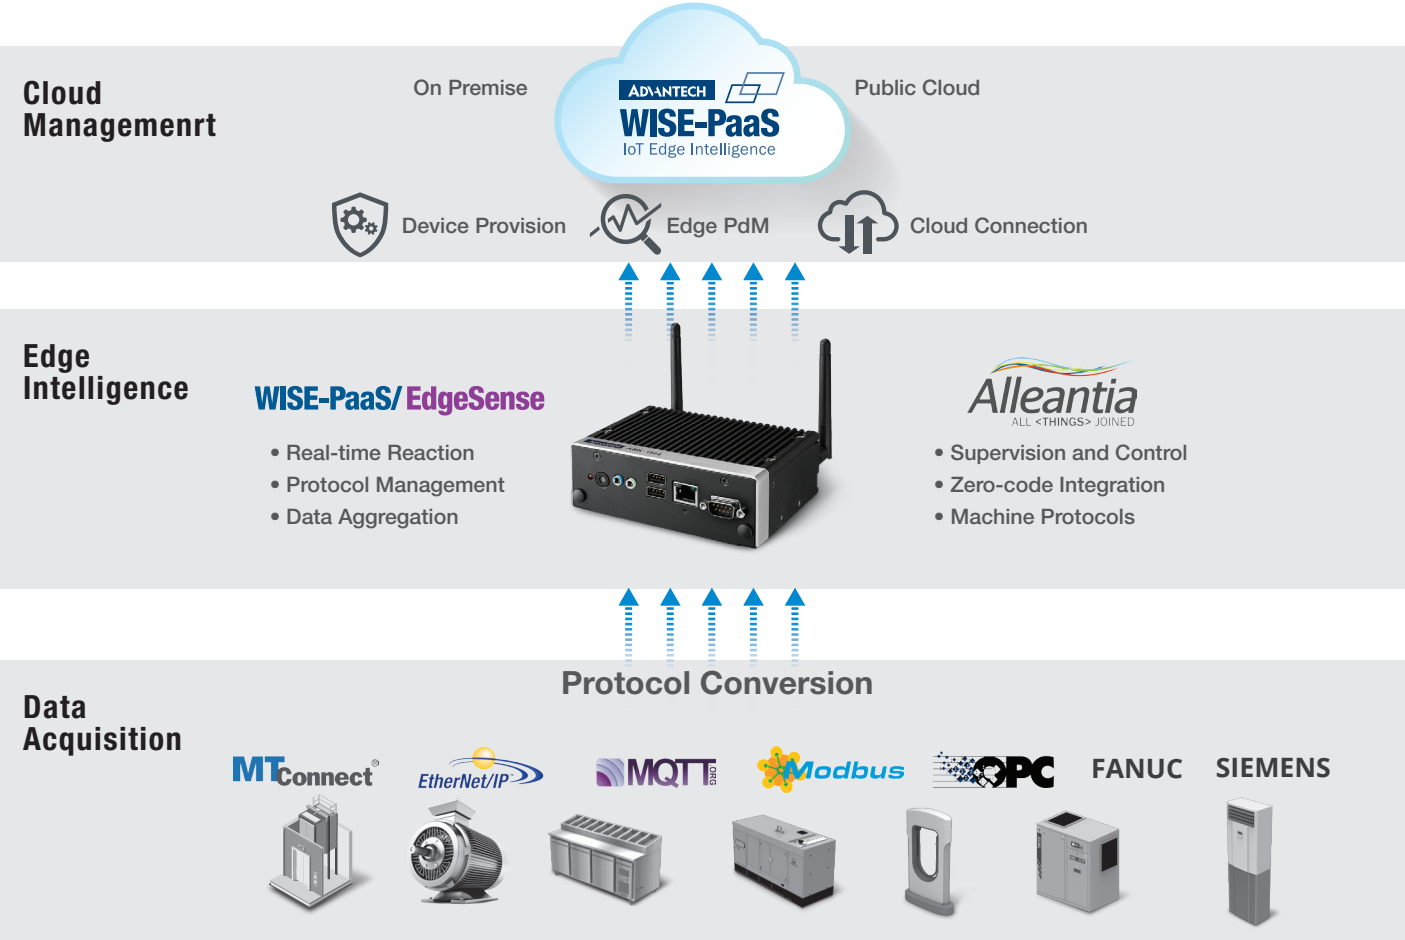 Cloud
Managemenrt
On Premise
ADVANTECH
WISE-PaaS
IoT Edge Intelligence
Public Cloud
Device Provision
Edge PdM
Cloud Connection
Edge
Intelligence
WISE-PaaS/EdgeSense
• Real-time Reaction
• Protocol Management
• Data Aggregation
Alleantia
ALL <THINGS> JOINED
• Supervision and Control
• Zero-code Integration
• Machine Protocols
Data
Acquisition
Protocol Conversion
MTConnect®
EtherNet/IP™
MQTT.ORG
Modbus
OPC
FANUC
SIEMENS